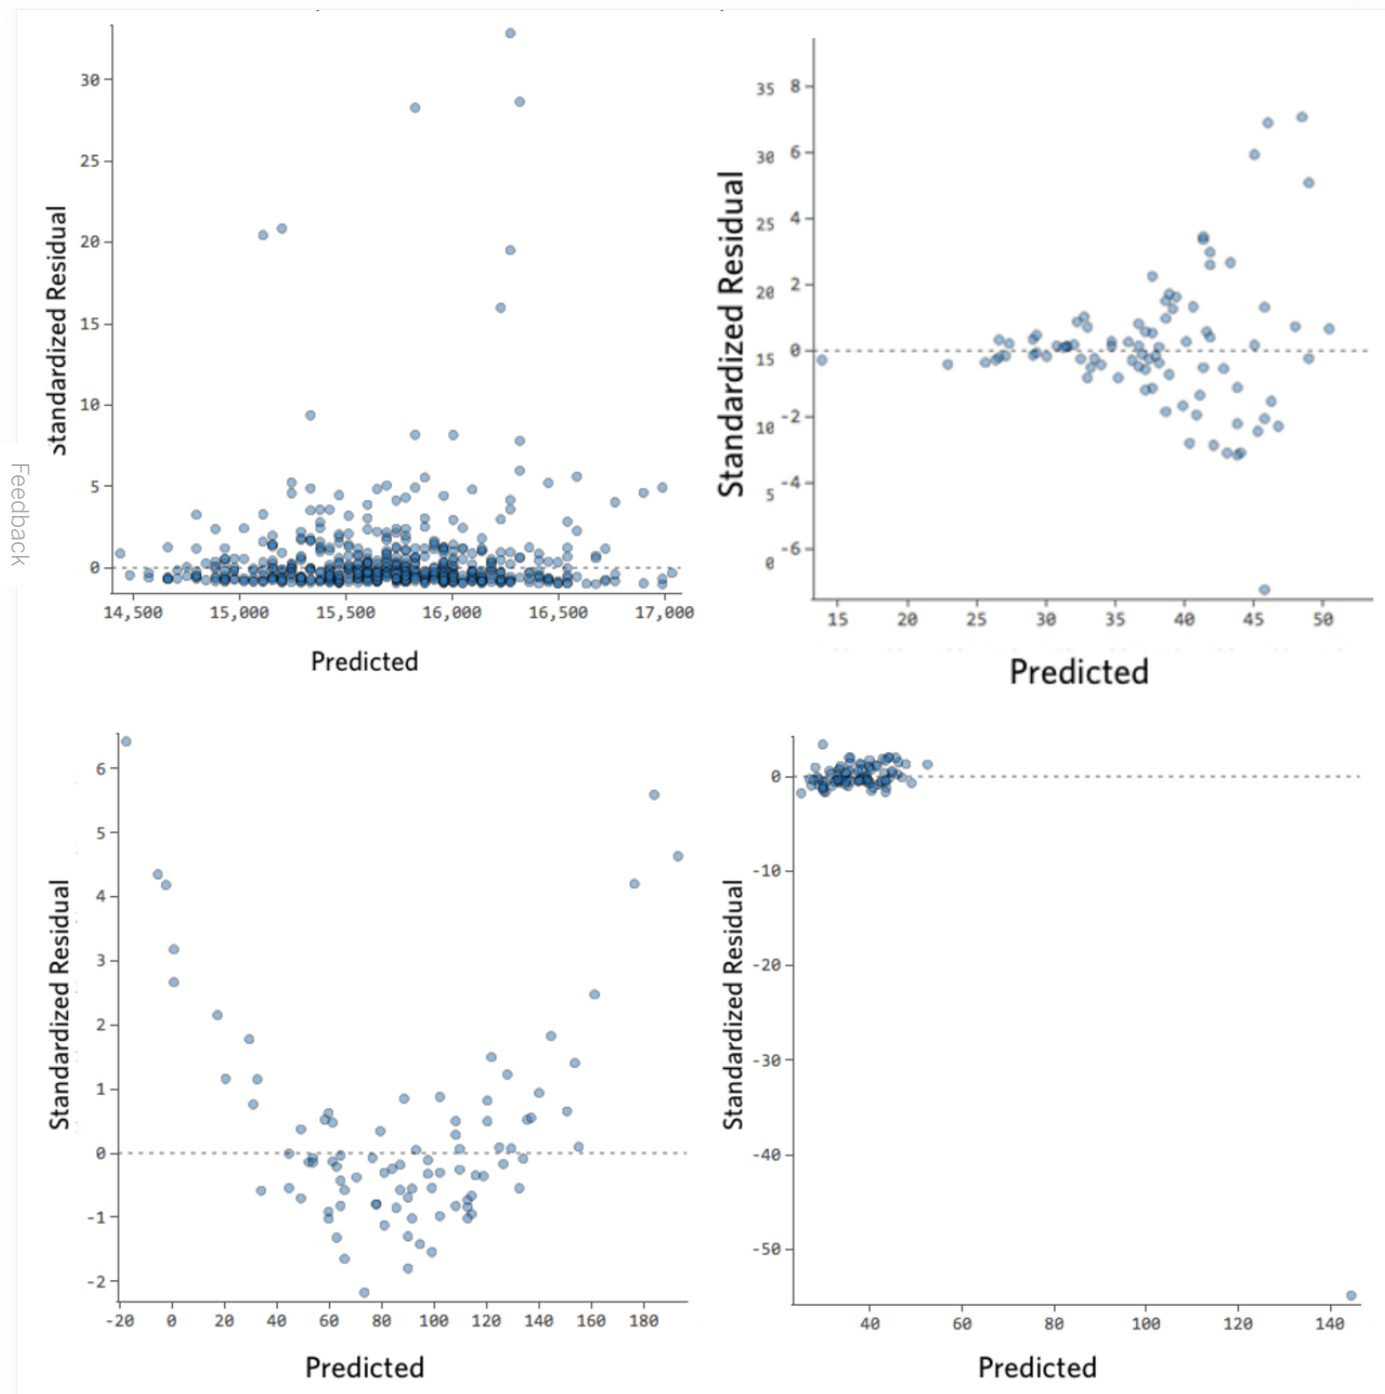 30
25
20
15
10
5
0
Standardized Residual
14,500 15,000 15,500 16,000 16,500 17,000
Predicted
35 8
30 6
25 4
20 2
15 0
10 -2
5 -4
0 -6
Standardized Residual
15 20 25 30 35 40 45 50
Predicted
Feedback
6
5
4
3
2
1
0
-1
-2
Standardized Residual
-20 0 20 40 60 80 100 120 140 160 180
Predicted
0
-10
-20
-30
-40
-50
Standardized Residual
40 60 80 100 120 140
Predicted